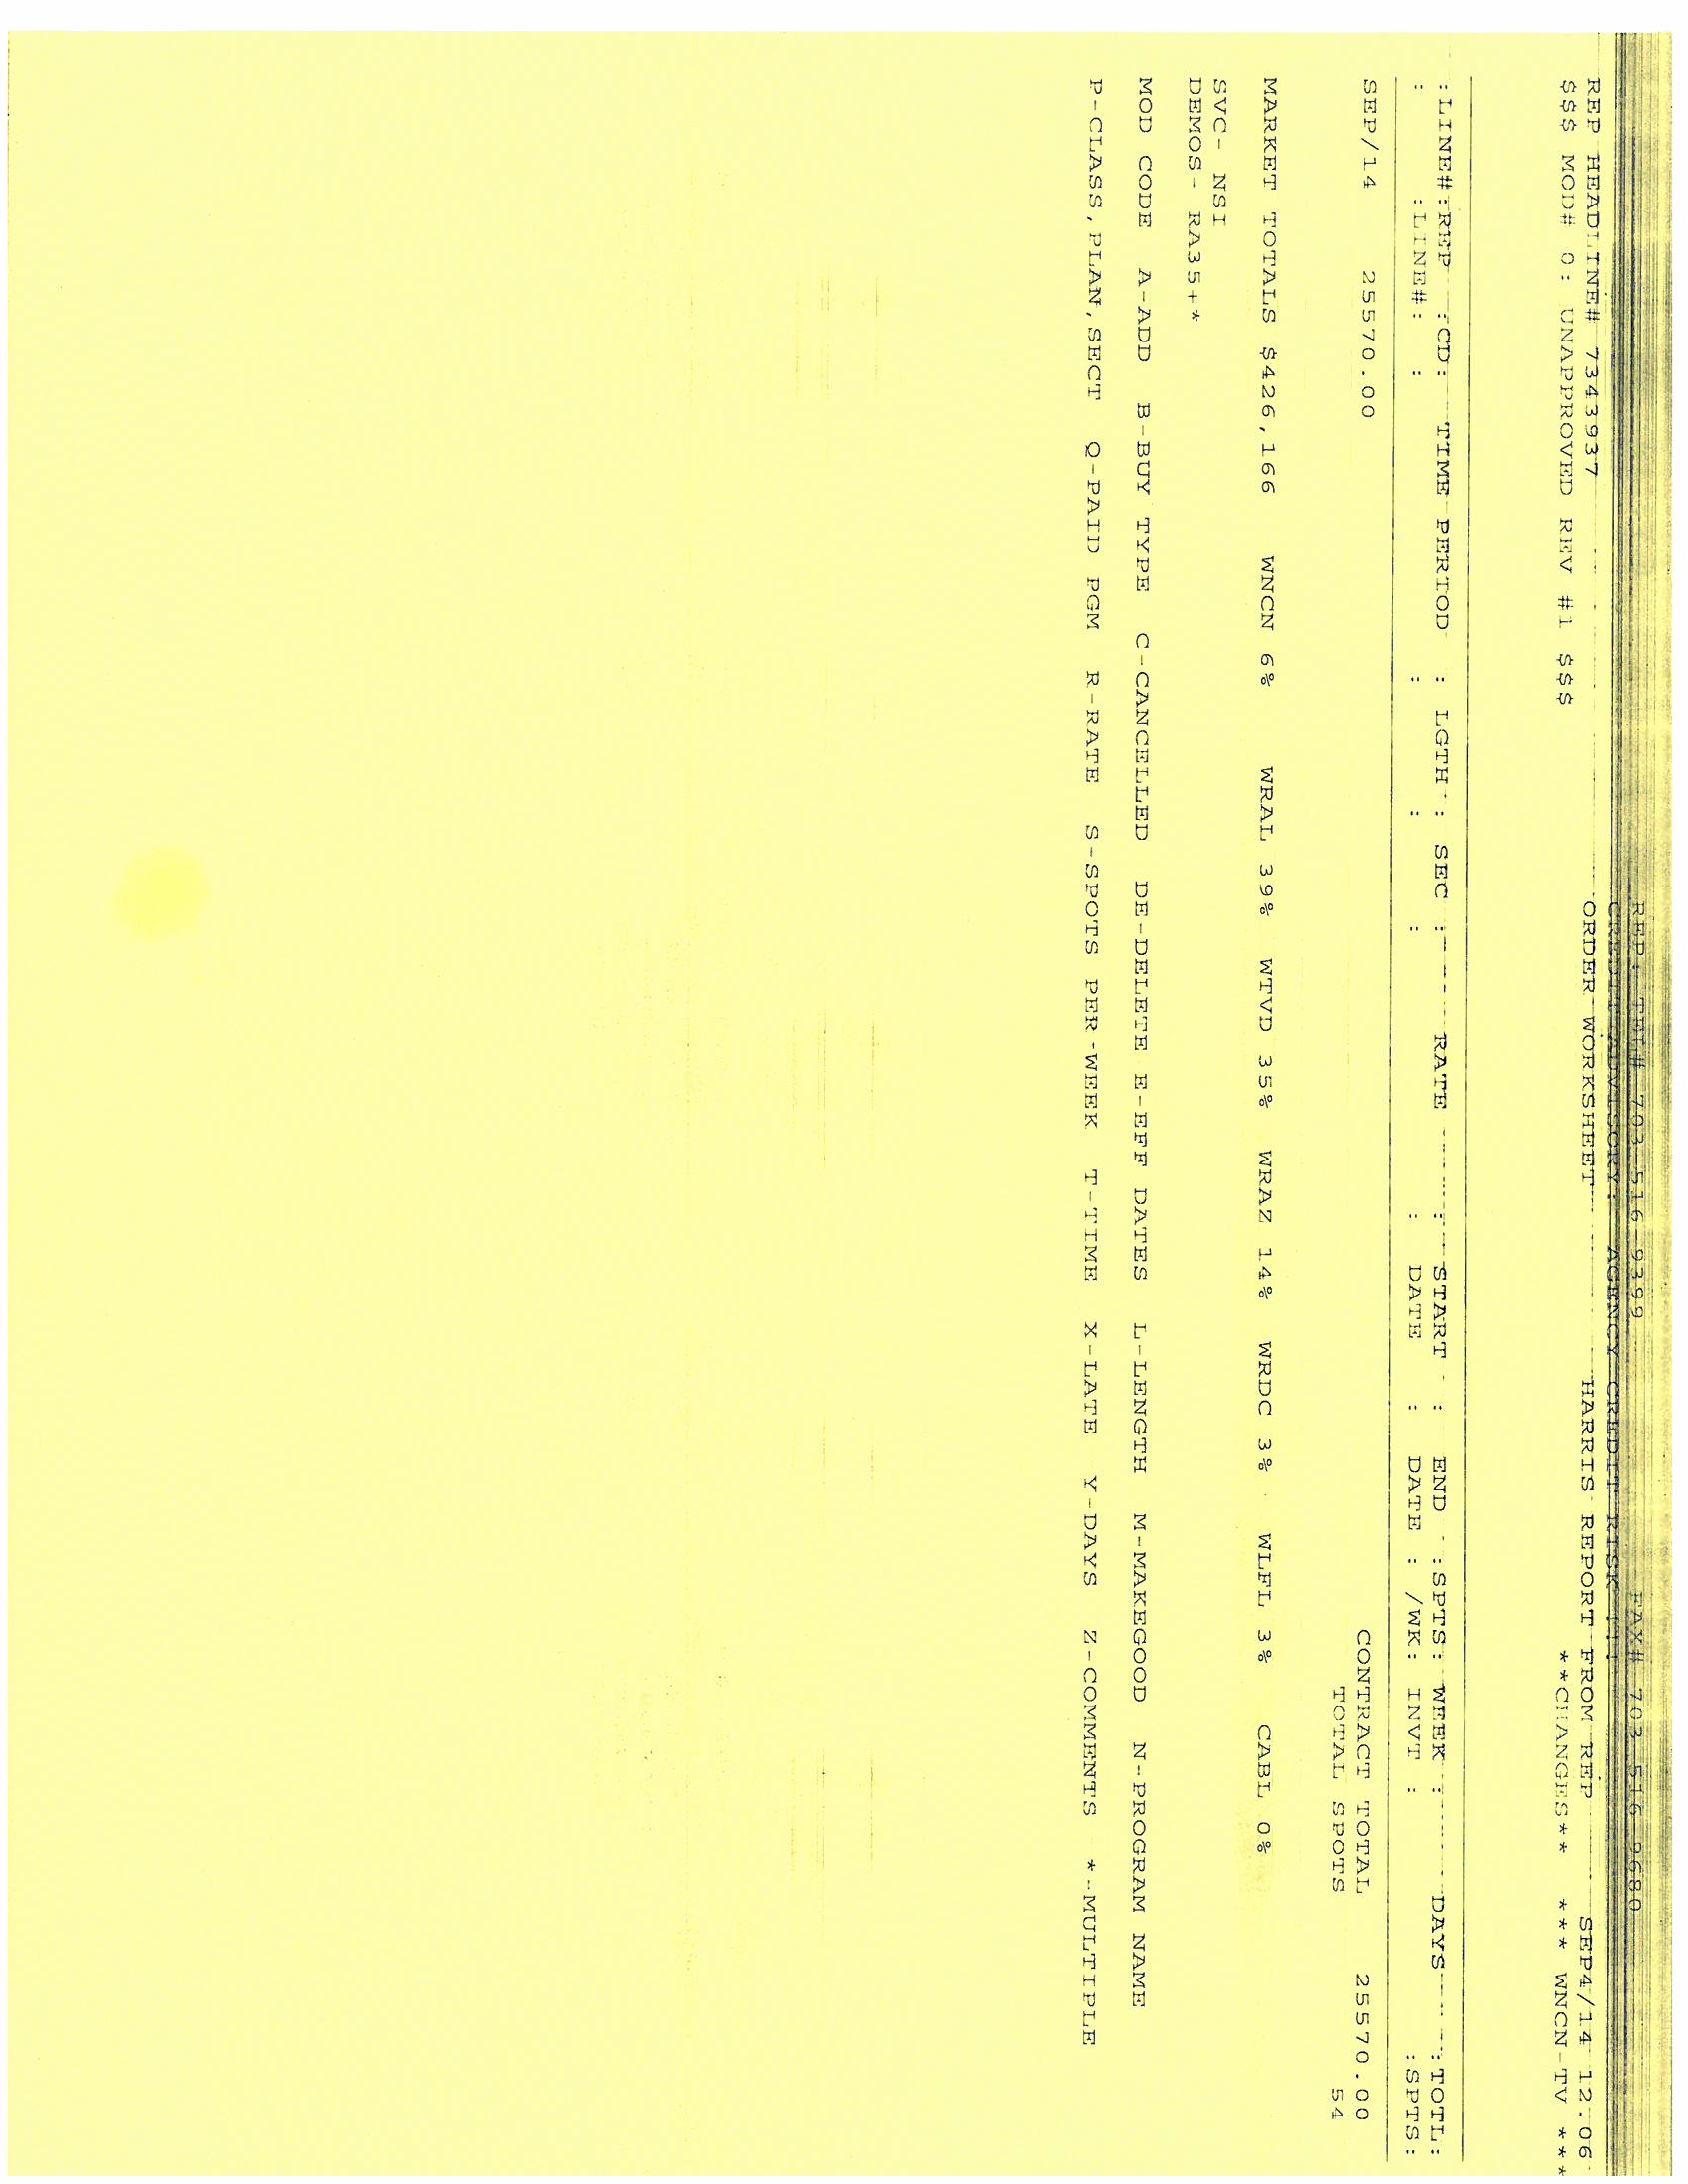 REP. TEL# 703-516-9399 FAX# 703-516-9680
CREDIT ADVISORY: AGENCY CREDIT RISK
ORDER WORKSHEET HARRIS REPORT FROM REP SEP4/14 12.06
REP HEADLINE# 7343937
$$$ MOD# 0: UNAPPROVED REV #1 $$$ **CHANGES** *** WNCN-TV ***
:LINE#:REP :CD: TIME PERIOD : LGTH : SEC : RATE : START : END :SPTS: WEEK : DAYS :TOTL:
: :LINE#: : : : : : DATE : DATE : /WK: INVT : :SPTS:
SEP/14 25570.00 CONTRACT TOTAL 25570.00
TOTAL SPOTS 54
MARKET TOTALS $426,166 WNCN 6% WRAL 39% WTVD 35% WRAZ 14% WRDC 3% WLFL 3% CABL 0%
SVC- NSI
DEMOS- RA35+*
MOD CODE A-ADD B-BUY TYPE C-CANCELLED DE-DELETE E-EFF DATES L-LENGTH M-MAKEGOOD N-PROGRAM NAME
P-CLASS,PLAN,SECT Q-PAID PGM R-RATE S-SPOTS PER WEEK T-TIME X-LATE Y-DAYS Z-COMMENTS *-MULTIPLE